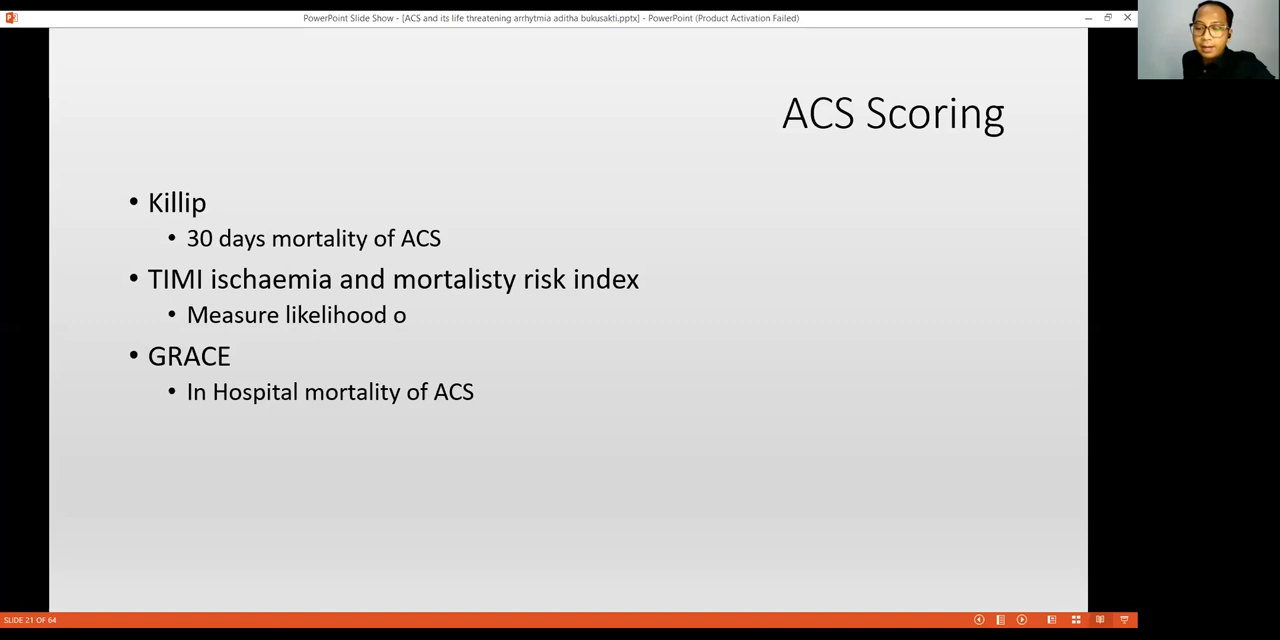 PowerPoint Slide Show - [ACS and its life threatening arrhytmia aditha bukusakti.pptx] - PowerPoint (Product Activation Failed)
ACS Scoring
• Killip
• 30 days mortality of ACS
• TIMI ischaemia and mortalisty risk index
• Measure likelihood o
• GRACE
• In Hospital mortality of ACS
SLIDE 21 OF 64